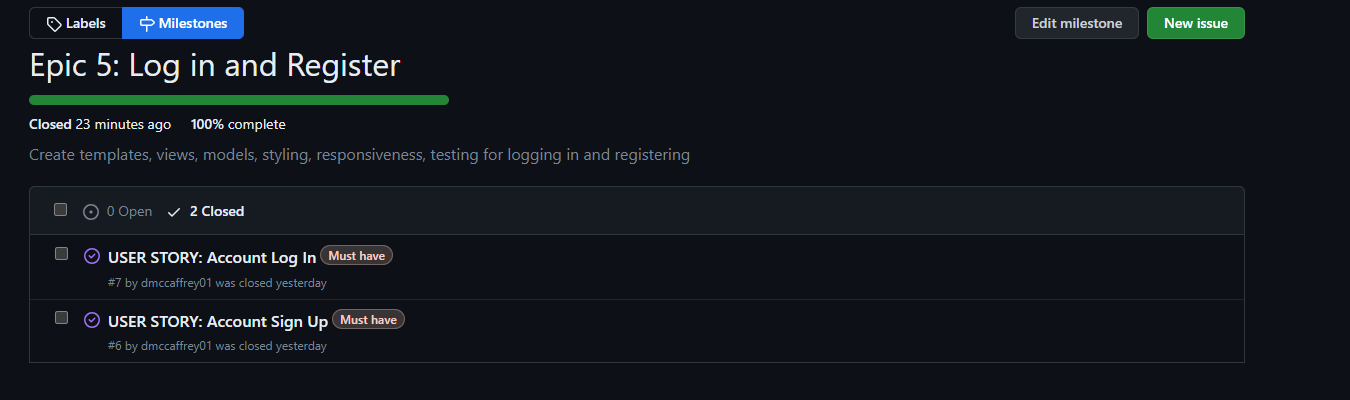 Labels Milestones Edit milestone New issue
Epic 5: Log in and Register
Closed 23 minutes ago 100% complete
Create templates, views, models, styling, responsiveness, testing for logging in and registering
0 Open 2 Closed
USER STORY: Account Log In Must have
#7 by dmccaffrey01 was closed yesterday
USER STORY: Account Sign Up Must have
#6 by dmccaffrey01 was closed yesterday